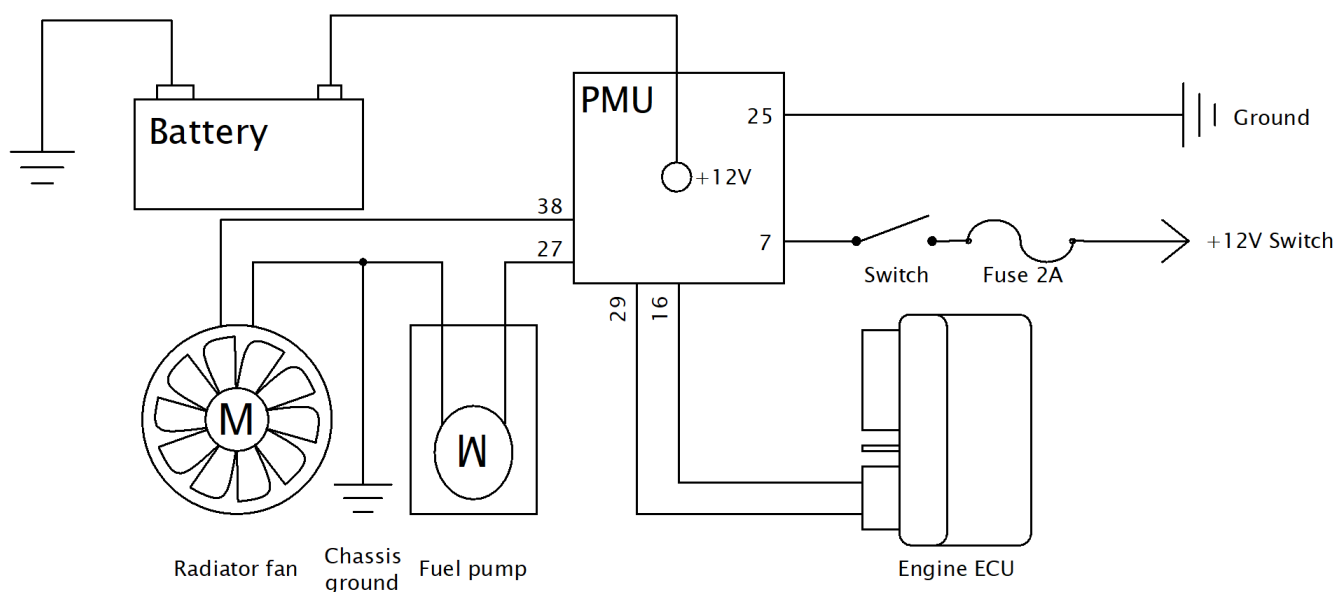 PMU
Battery
25
Ground
+12V
38
7
+12V Switch
27
Switch
Fuse 2A
29
16
M
M
Radiator fan
Chassis
ground
Fuel pump
Engine ECU